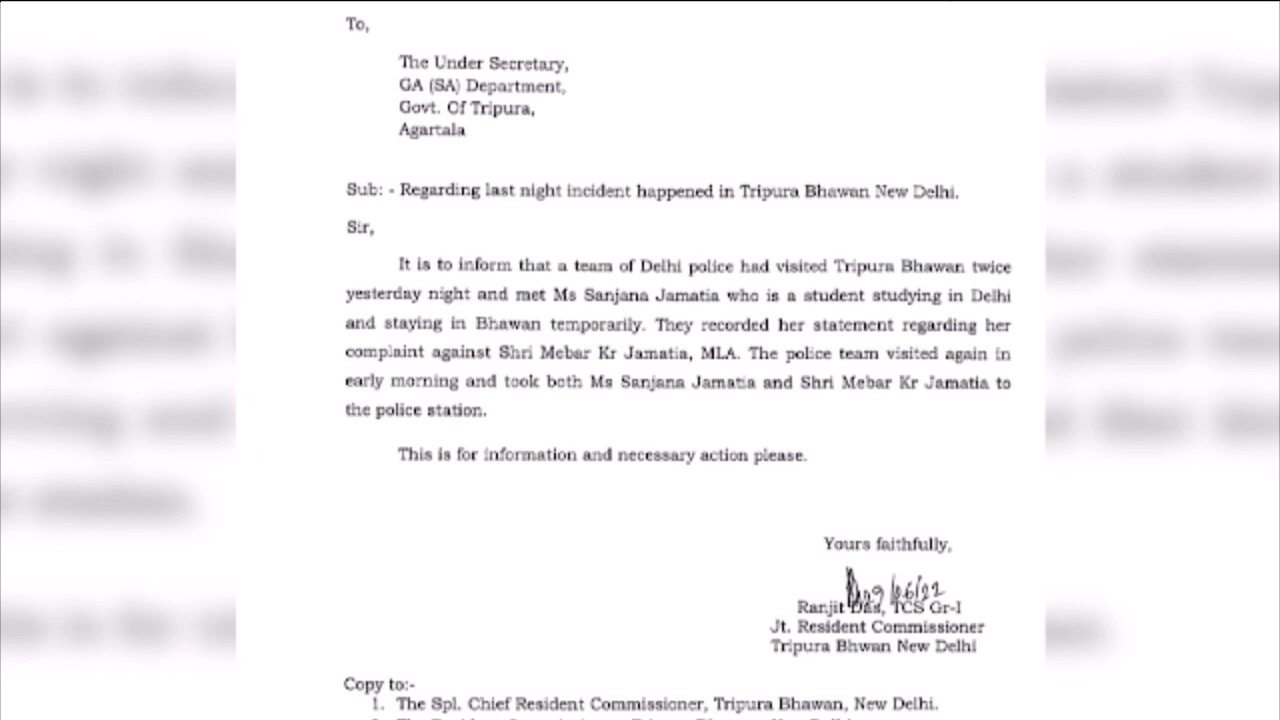 To,
The Under Secretary,
GA (SA) Department,
Govt. Of Tripura,
Agartala
Sub: - Regarding last night incident happened in Tripura Bhawan New Delhi.
Sir,
It is to inform that a team of Delhi police had visited Tripura Bhawan twice
yesterday night and met Ms Sanjana Jamatia who is a student studying in Delhi
and staying in Bhawan temporarily. They recorded her statement regarding her
complaint against Shri Mebar Kr Jamatia, MLA. The police team visited again in
early morning and took both Ms Sanjana Jamatia and Shri Mebar Kr Jamatia to
the police station.
This is for information and necessary action please.
Yours faithfully,
Ranjit Das, TCS Gr-I
Jt. Resident Commissioner
Tripura Bhwan New Delhi
Copy to:-
1. The Spl. Chief Resident Commissioner, Tripura Bhawan, New Delhi.